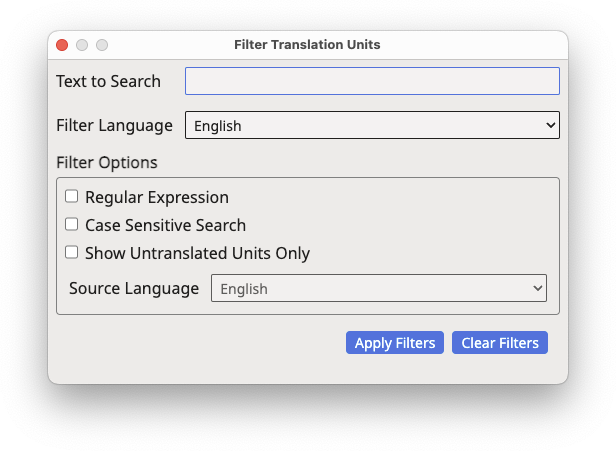 Filter Translation Units
Text to Search
Filter Language English
Filter Options
Regular Expression
Case Sensitive Search
Show Untranslated Units Only
Source Language English
Apply Filters Clear Filters